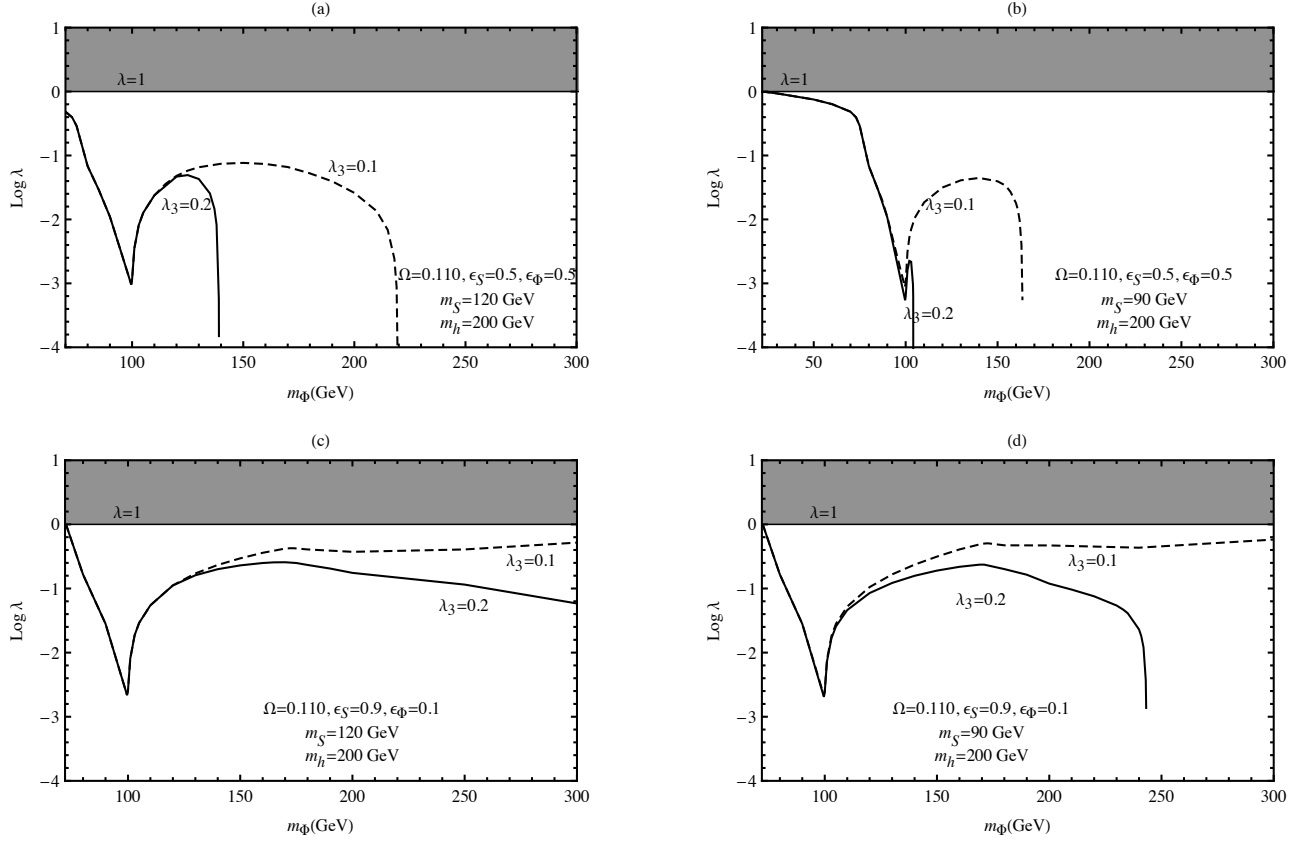 (a)
1
0
−1
−2
−3
−4
Log λ
λ=1
λ3=0.1
λ3=0.2
Ω=0.110, ϵS=0.5, ϵΦ=0.5
mS=120 GeV
mh=200 GeV
100 150 200 250 300
mΦ(GeV)
(b)
1
0
−1
−2
−3
−4
Log λ
λ=1
λ3=0.1
λ3=0.2
Ω=0.110, ϵS=0.5, ϵΦ=0.5
mS=90 GeV
mh=200 GeV
50 100 150 200 250 300
mΦ(GeV)
(c)
1
0
−1
−2
−3
−4
Log λ
λ=1
λ3=0.1
λ3=0.2
Ω=0.110, ϵS=0.9, ϵΦ=0.1
mS=120 GeV
mh=200 GeV
100 150 200 250 300
mΦ(GeV)
(d)
1
0
−1
−2
−3
−4
Log λ
λ=1
λ3=0.1
λ3=0.2
Ω=0.110, ϵS=0.9, ϵΦ=0.1
mS=90 GeV
mh=200 GeV
100 150 200 250 300
mΦ(GeV)